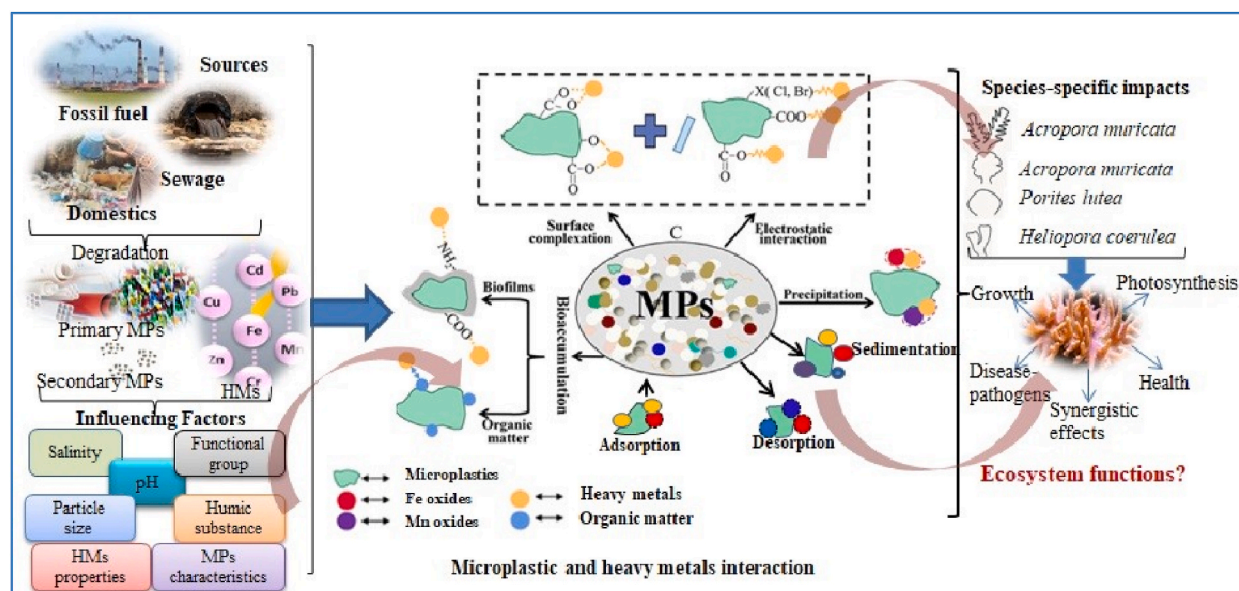 Sources
Fossil fuel
Sewage
Domestics
Degradation
Cd
Cu
Pb
Fe
Zn
Mn
Cr
Primary MPs
Secondary MPs
HMs
Influencing Factors
Salinity
Functional
group
pH
Particle
size
Humic
substance
HMs
properties
MPs
characteristics
X( Cl, Br)
COO
C
O
O
O
C
O
O
C
O
O
Surface
complexation
C
Electrostatic
interaction
NH₂
Biofilms
COO
Bioaccumulation
Organic
matter
MPs
Precipitation
Sedimentation
Adsorption
Desorption
Microplastics
Fe oxides
Mn oxides
Heavy metals
Organic matter
Microplastic and heavy metals interaction
Species-specific impacts
Acropora muricata
Acropora muricata
Porites lutea
Heliopora coerulea
Growth
Photosynthesis
Disease-
pathogens
Health
Synergistic
effects
Ecosystem functions?